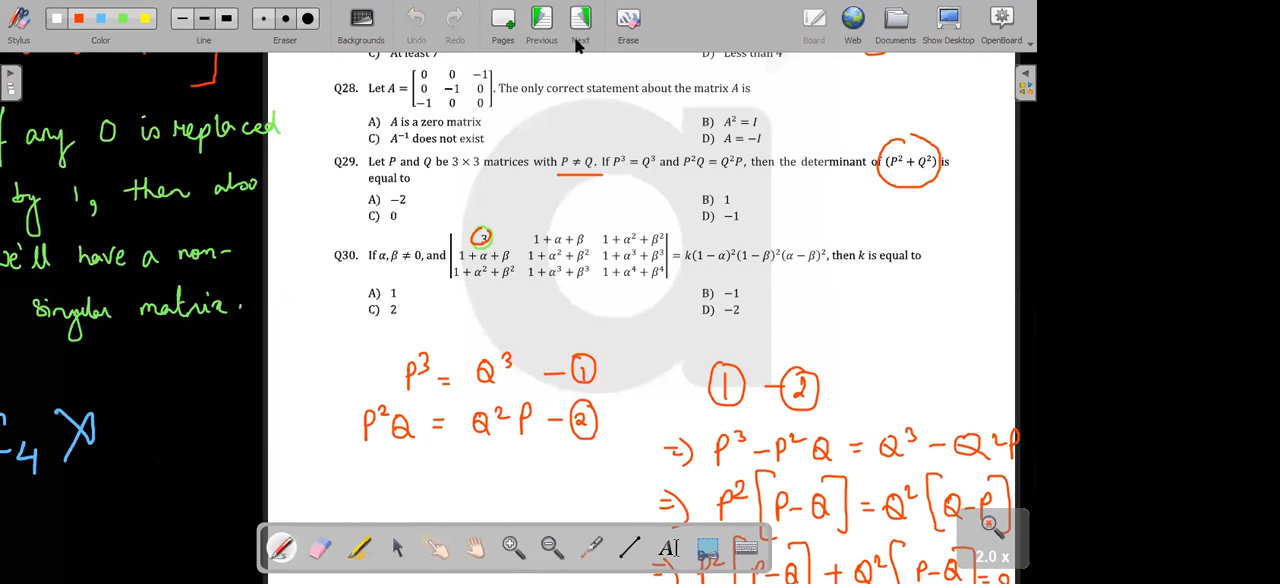 Stylus
Color
Line
Eraser
Backgrounds
Undo
Redo
Pages
Previous
Next
Erase
Board
Web
Documents
Show Desktop
OpenBoard
C) At least 7
D) Less than 4
Q28. Let A = [0 0 −1
0 −1 0
−1 0 0]. The only correct statement about the matrix A is
A) A is a zero matrix
B) A² = I
C) A⁻¹ does not exist
D) A = −I
Q29. Let P and Q be 3 × 3 matrices with P ≠ Q. If P³ = Q³ and P²Q = Q²P, then the determinant of (P² + Q²) is
equal to
A) −2
B) 1
C) 0
D) −1
3 1 + α + β 1 + α² + β²
Q30. If α, β ≠ 0, and | 1 + α + β 1 + α² + β² 1 + α³ + β³ | = k(1 − α)²(1 − β)²(α − β)², then k is equal to
1 + α² + β² 1 + α³ + β³ 1 + α⁴ + β⁴
A) 1
B) −1
C) 2
D) −2
any 0 is replaced
by 1, then also
we'll have a non-
singular matrix.
4 X
P³ = Q³ – ①
P²Q = Q²P – ②
① – ②
=) P³ – P²Q = Q³ – Q²P
=) P² [P–Q] = Q² [Q–P]
=) P² [P–Q] + Q² [P–Q] = 0
2.0 x